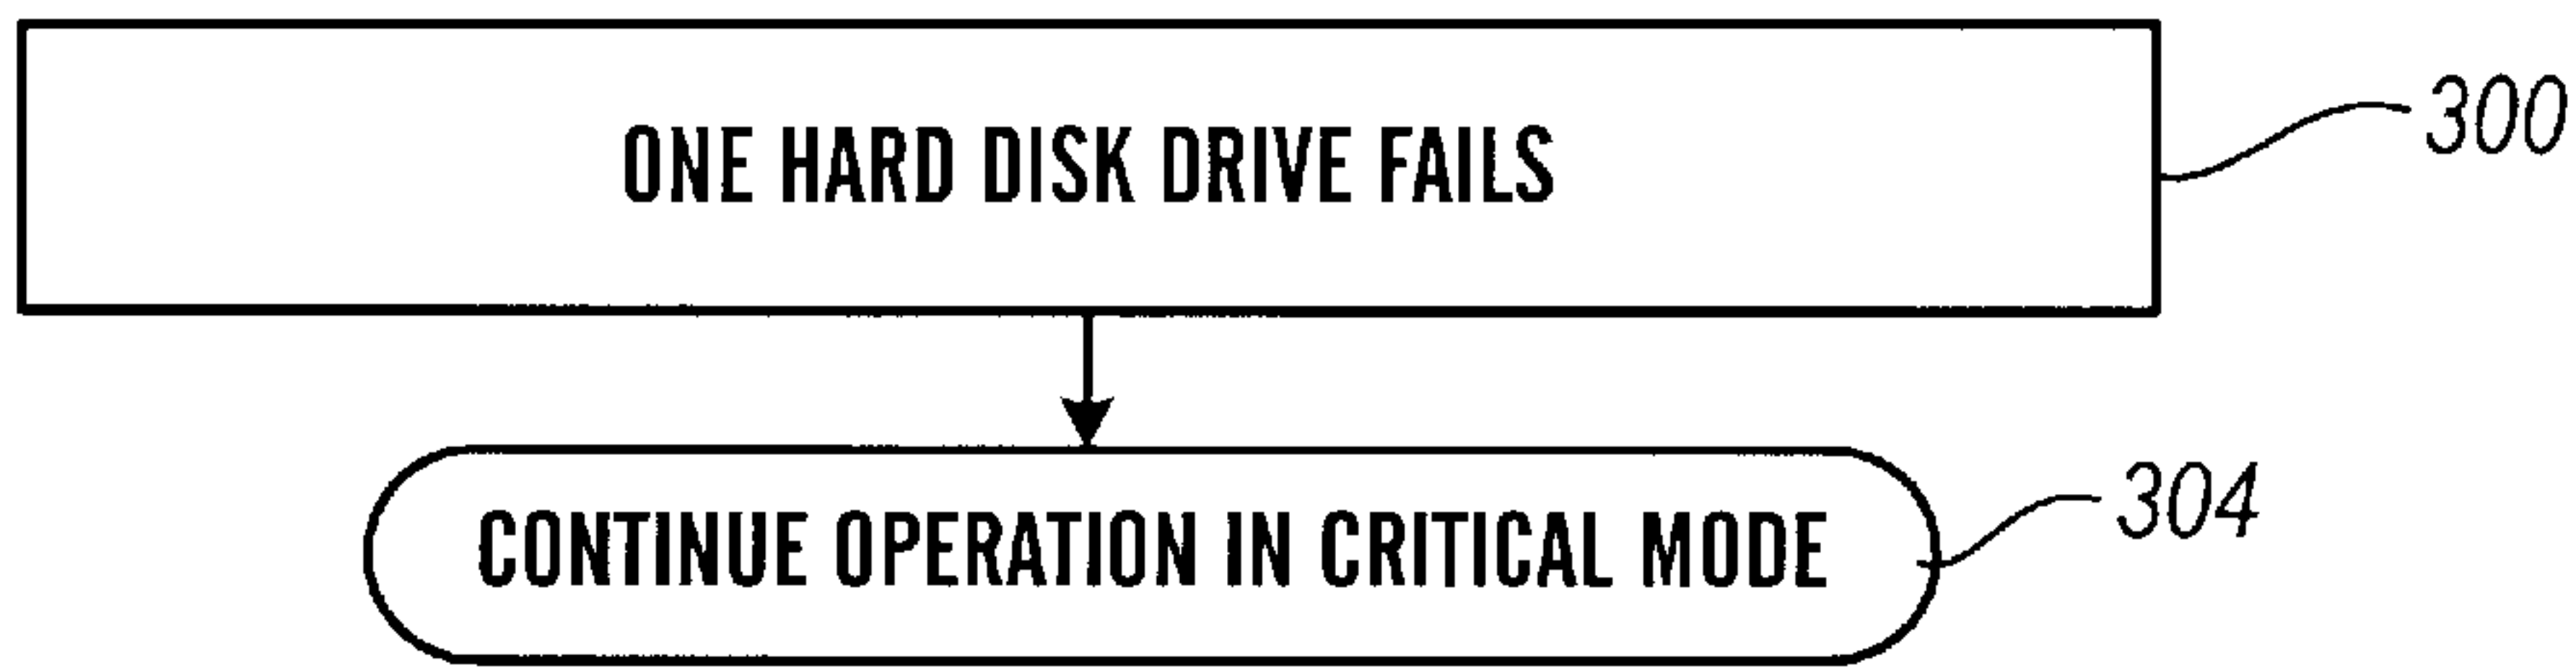 ONE HARD DISK DRIVE FAILS
300
CONTINUE OPERATION IN CRITICAL MODE
304